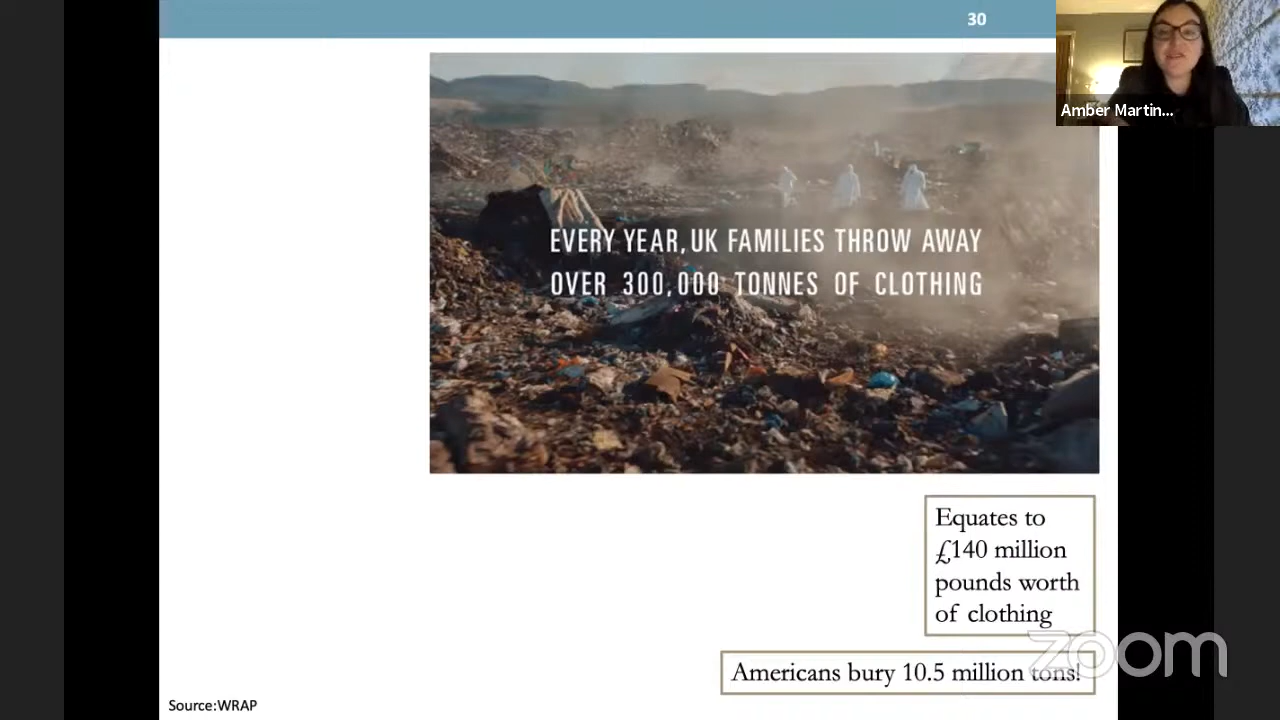 30
Amber Martin...
EVERY YEAR, UK FAMILIES THROW AWAY
OVER 300,000 TONNES OF CLOTHING
Equates to
£140 million
pounds worth
of clothing
zoom
Americans bury 10.5 million tons!
Source:WRAP